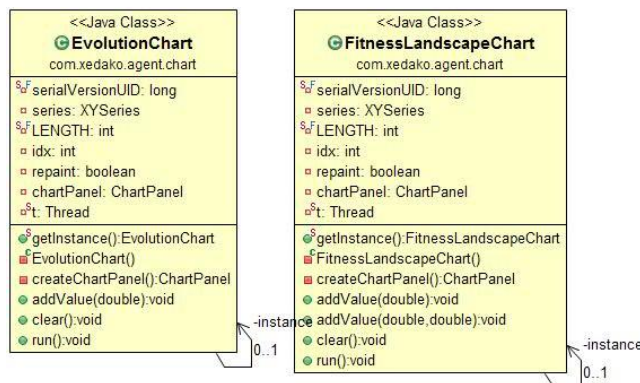 <<Java Class>>
EvolutionChart
com.xedako.agent.chart
serialVersionUID: long
series: XYSeries
LENGTH: int
idx: int
repaint: boolean
chartPanel: ChartPanel
t: Thread
getInstance():EvolutionChart
EvolutionChart()
createChartPanel():ChartPanel
addValue(double):void
clear():void
run():void
-instance
0..1
<<Java Class>>
FitnessLandscapeChart
com.xedako.agent.chart
serialVersionUID: long
series: XYSeries
LENGTH: int
idx: int
repaint: boolean
chartPanel: ChartPanel
t: Thread
getInstance():FitnessLandscapeChart
FitnessLandscapeChart()
createChartPanel():ChartPanel
addValue(double):void
addValue(double,double):void
clear():void
run():void
-instance
0..1